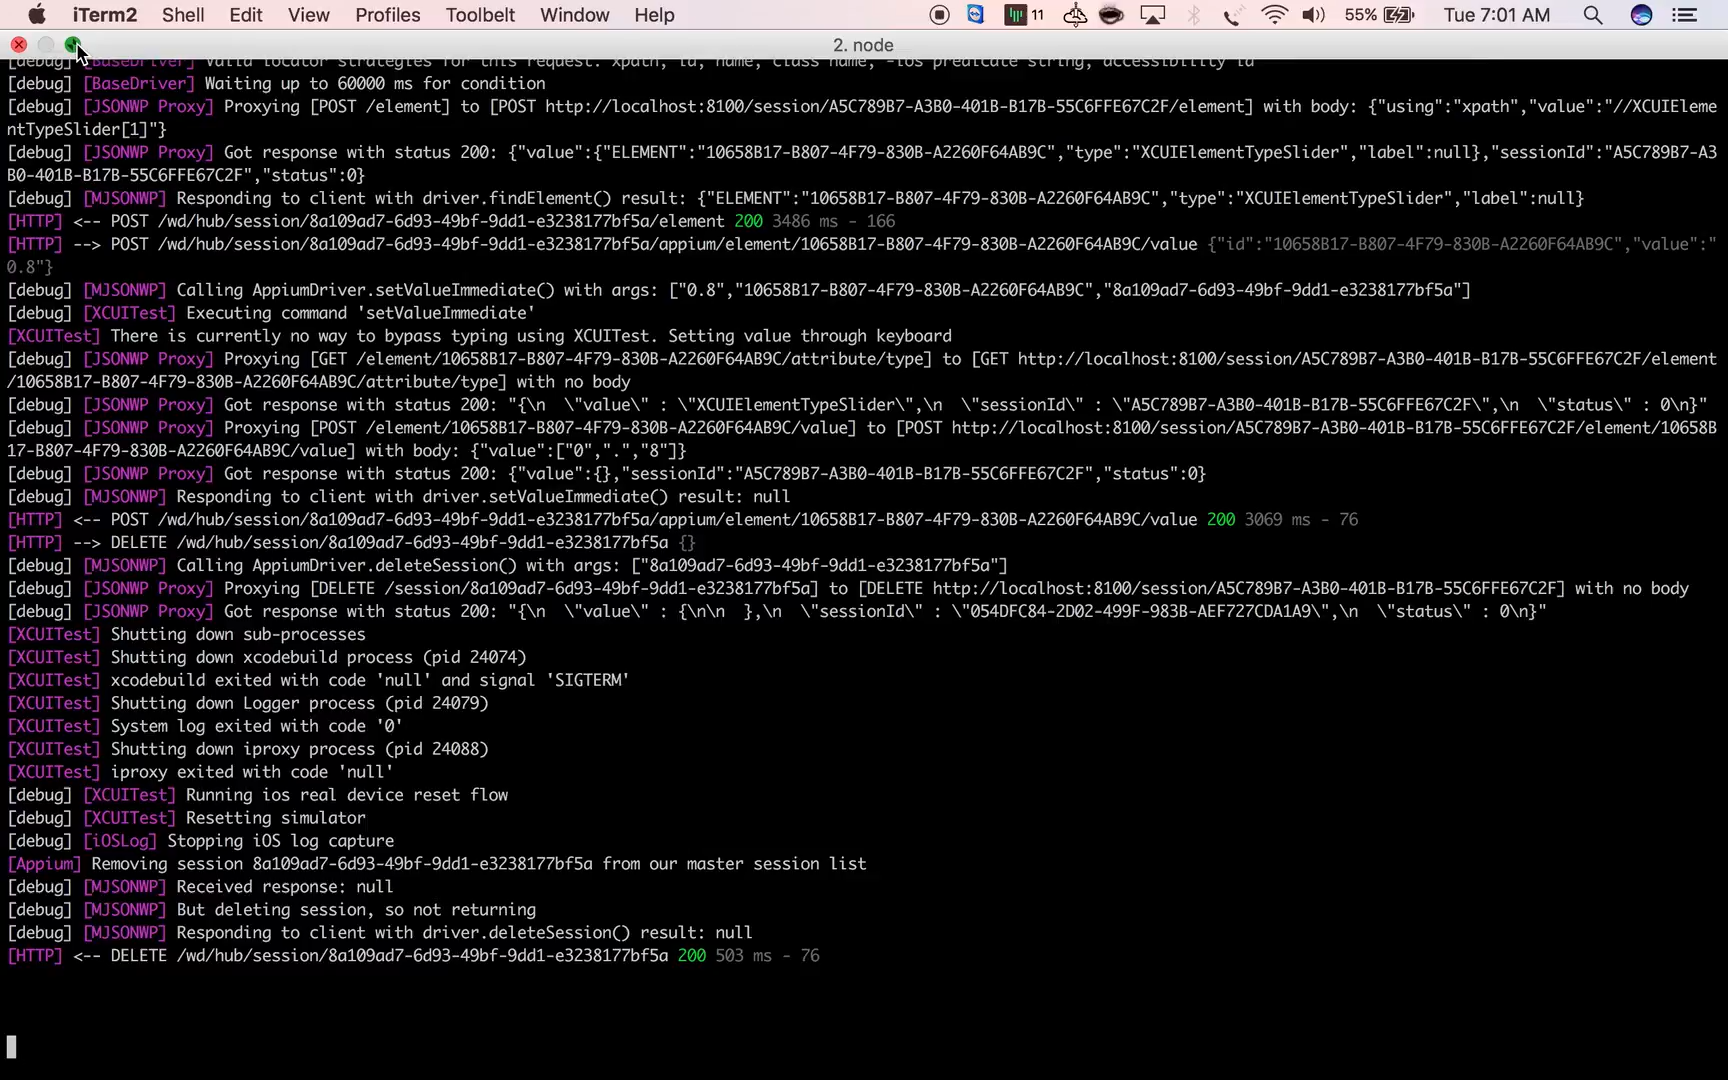 iTerm2 Shell Edit View Profiles Toolbelt Window Help 11 55% Tue 7:01 AM
2. node
[debug] [BaseDriver] Valid locator strategies for this request: xpath, id, name, class name, -ios predicate string, accessibility id
[debug] [BaseDriver] Waiting up to 60000 ms for condition
[debug] [JSONWP Proxy] Proxying [POST /element] to [POST http://localhost:8100/session/A5C789B7-A3B0-401B-B17B-55C6FFE67C2F/element] with body: {"using":"xpath","value":"//XCUIEleme
ntTypeSlider[1]"}
[debug] [JSONWP Proxy] Got response with status 200: {"value":{"ELEMENT":"10658B17-B807-4F79-830B-A2260F64AB9C","type":"XCUIElementTypeSlider","label":null},"sessionId":"A5C789B7-A3
B0-401B-B17B-55C6FFE67C2F","status":0}
[debug] [MJSONWP] Responding to client with driver.findElement() result: {"ELEMENT":"10658B17-B807-4F79-830B-A2260F64AB9C","type":"XCUIElementTypeSlider","label":null}
[HTTP] <-- POST /wd/hub/session/8a109ad7-6d93-49bf-9dd1-e3238177bf5a/element 200 3486 ms - 166
[HTTP] --> POST /wd/hub/session/8a109ad7-6d93-49bf-9dd1-e3238177bf5a/appium/element/10658B17-B807-4F79-830B-A2260F64AB9C/value {"id":"10658B17-B807-4F79-830B-A2260F64AB9C","value":"
0.8"}
[debug] [MJSONWP] Calling AppiumDriver.setValueImmediate() with args: ["0.8","10658B17-B807-4F79-830B-A2260F64AB9C","8a109ad7-6d93-49bf-9dd1-e3238177bf5a"]
[debug] [XCUITest] Executing command 'setValueImmediate'
[XCUITest] There is currently no way to bypass typing using XCUITest. Setting value through keyboard
[debug] [JSONWP Proxy] Proxying [GET /element/10658B17-B807-4F79-830B-A2260F64AB9C/attribute/type] to [GET http://localhost:8100/session/A5C789B7-A3B0-401B-B17B-55C6FFE67C2F/element
/10658B17-B807-4F79-830B-A2260F64AB9C/attribute/type] with no body
[debug] [JSONWP Proxy] Got response with status 200: "{\n  \"value\" : \"XCUIElementTypeSlider\",\n  \"sessionId\" : \"A5C789B7-A3B0-401B-B17B-55C6FFE67C2F\",\n  \"status\" : 0\n}"
[debug] [JSONWP Proxy] Proxying [POST /element/10658B17-B807-4F79-830B-A2260F64AB9C/value] to [POST http://localhost:8100/session/A5C789B7-A3B0-401B-B17B-55C6FFE67C2F/element/10658B
17-B807-4F79-830B-A2260F64AB9C/value] with body: {"value":["0",".","8"]}
[debug] [JSONWP Proxy] Got response with status 200: {"value":{},"sessionId":"A5C789B7-A3B0-401B-B17B-55C6FFE67C2F","status":0}
[debug] [MJSONWP] Responding to client with driver.setValueImmediate() result: null
[HTTP] <-- POST /wd/hub/session/8a109ad7-6d93-49bf-9dd1-e3238177bf5a/appium/element/10658B17-B807-4F79-830B-A2260F64AB9C/value 200 3069 ms - 76
[HTTP] --> DELETE /wd/hub/session/8a109ad7-6d93-49bf-9dd1-e3238177bf5a {}
[debug] [MJSONWP] Calling AppiumDriver.deleteSession() with args: ["8a109ad7-6d93-49bf-9dd1-e3238177bf5a"]
[debug] [JSONWP Proxy] Proxying [DELETE /session/8a109ad7-6d93-49bf-9dd1-e3238177bf5a] to [DELETE http://localhost:8100/session/A5C789B7-A3B0-401B-B17B-55C6FFE67C2F] with no body
[debug] [JSONWP Proxy] Got response with status 200: "{\n  \"value\" : {\n\n  },\n  \"sessionId\" : \"054DFC84-2D02-499F-983B-AEF727CDA1A9\",\n  \"status\" : 0\n}"
[XCUITest] Shutting down sub-processes
[XCUITest] Shutting down xcodebuild process (pid 24074)
[XCUITest] xcodebuild exited with code 'null' and signal 'SIGTERM'
[XCUITest] Shutting down Logger process (pid 24079)
[XCUITest] System log exited with code '0'
[XCUITest] Shutting down iproxy process (pid 24088)
[XCUITest] iproxy exited with code 'null'
[debug] [XCUITest] Running ios real device reset flow
[debug] [XCUITest] Resetting simulator
[debug] [iOSLog] Stopping iOS log capture
[Appium] Removing session 8a109ad7-6d93-49bf-9dd1-e3238177bf5a from our master session list
[debug] [MJSONWP] Received response: null
[debug] [MJSONWP] But deleting session, so not returning
[debug] [MJSONWP] Responding to client with driver.deleteSession() result: null
[HTTP] <-- DELETE /wd/hub/session/8a109ad7-6d93-49bf-9dd1-e3238177bf5a 200 503 ms - 76